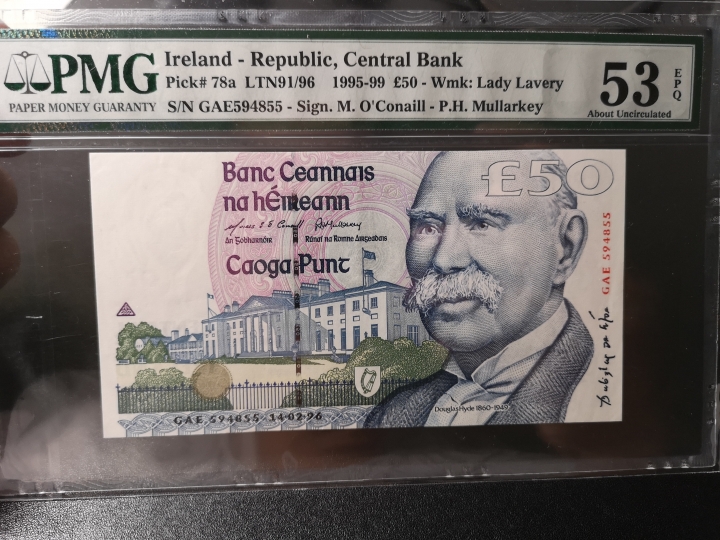 PMG
PAPER MONEY GUARANTY
Ireland - Republic, Central Bank
Pick# 78a LTN91/96 1995-99 £50 - Wmk: Lady Lavery
S/N GAE594855 - Sign. M. O'Conaill - P.H. Mullarkey
53 EPQ
About Uncirculated
Banc Ceannais
na hÉireann
An Gobharnóir Rúnaí na Roinne Airgeadais
Caoga Punt
£50
GAE 594855
Douglas Hyde 1860-1949
GAE 594855 14·02·96